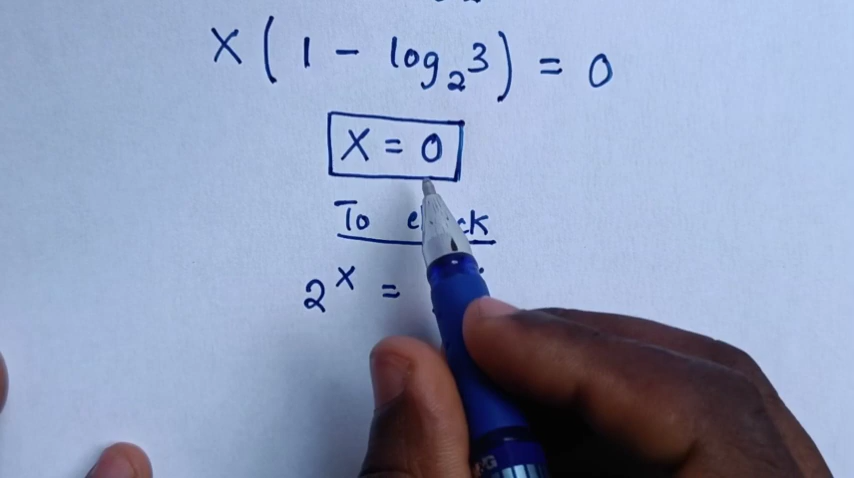 x ( 1 - log₂3 ) = 0
x = 0
To
2ˣ =